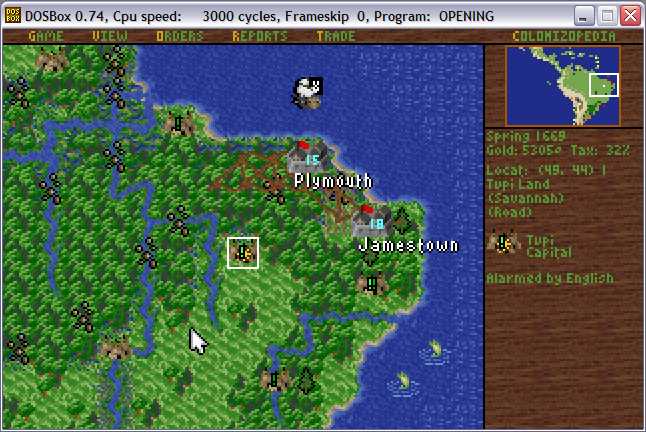 DOSBox 0.74, Cpu speed: 3000 cycles, Frameskip 0, Program: OPENING
GAME VIEW ORDERS REPORTS TRADE COLONIZOPEDIA
Spring 1669
Gold: 5305¢ Tax: 32%
Locat: (49, 44) 1
Tupi Land
(Savannah)
(Road)
Tupi
Capital
Alarmed by English
15
Plymouth
18
Jamestown